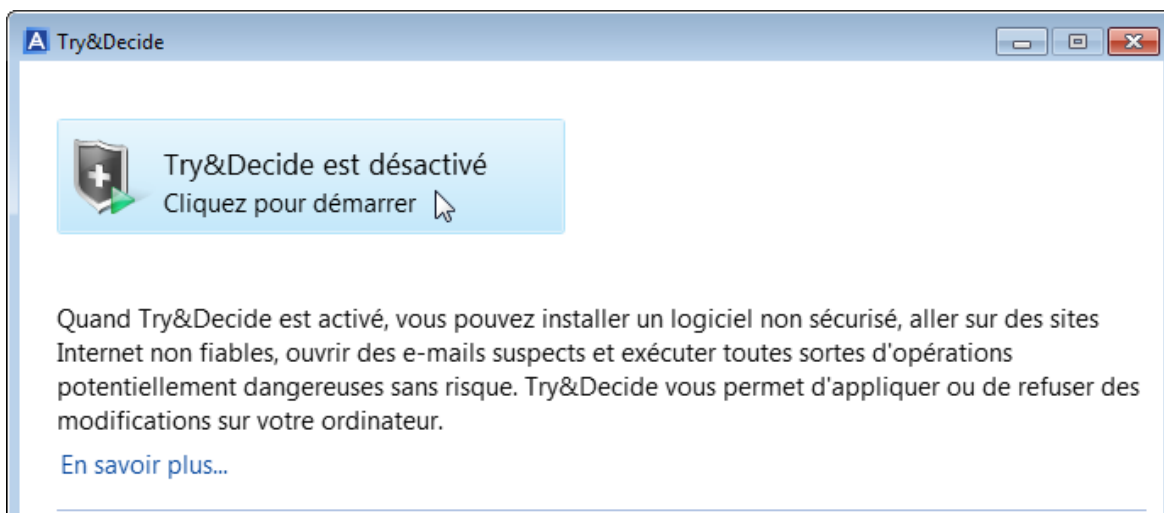 Try&Decide
Try&Decide est désactivé
Cliquez pour démarrer
Quand Try&Decide est activé, vous pouvez installer un logiciel non sécurisé, aller sur des sites
Internet non fiables, ouvrir des e-mails suspects et exécuter toutes sortes d'opérations
potentiellement dangereuses sans risque. Try&Decide vous permet d'appliquer ou de refuser des
modifications sur votre ordinateur.
En savoir plus...